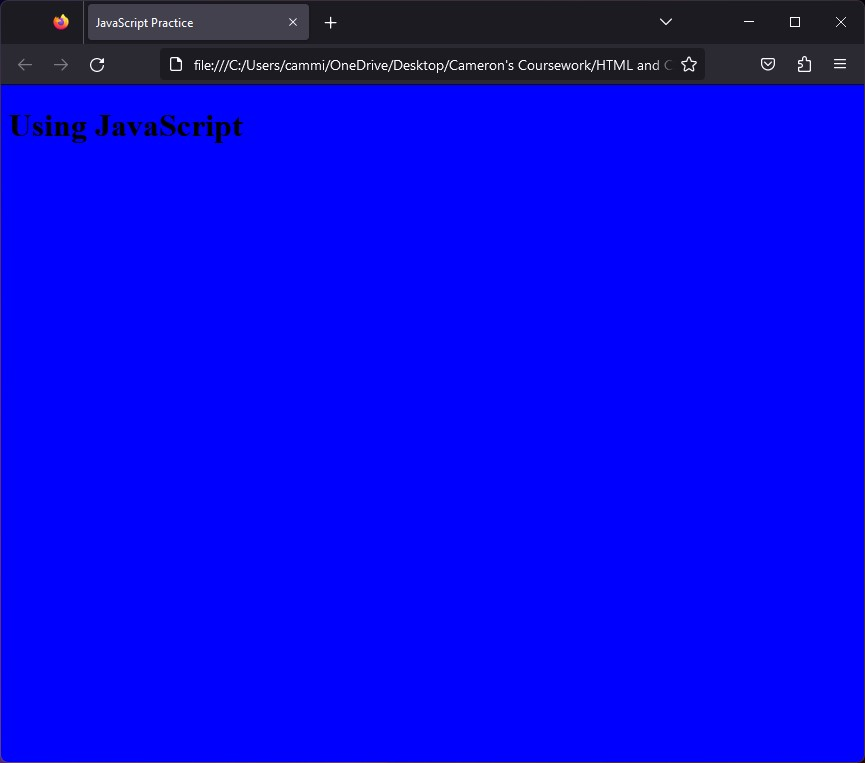 JavaScript Practice
file:///C:/Users/cammi/OneDrive/Desktop/Cameron's Coursework/HTML and C
Using JavaScript